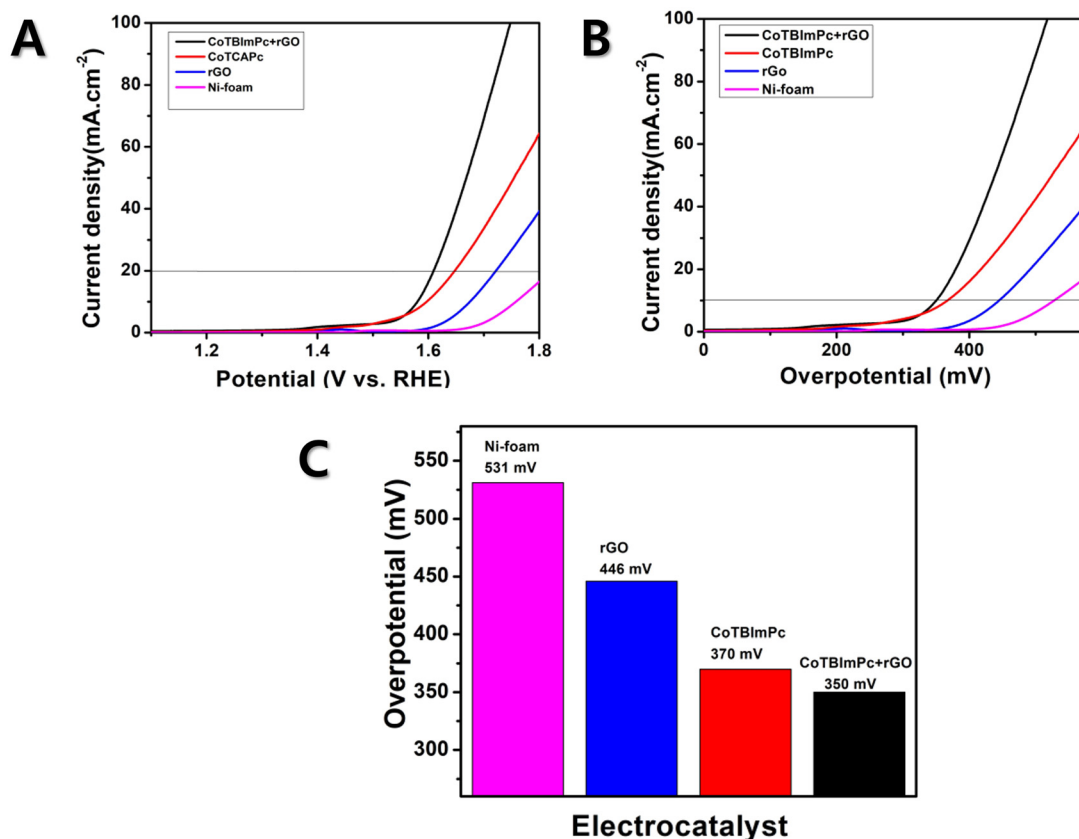 A
CoTBImPc+rGO
CoTCAPc
rGO
Ni-foam
Current density(mA.cm-2)
100
80
60
40
20
0
1.2
1.4
1.6
1.8
Potential (V vs. RHE)
B
CoTBImPc+rGO
CoTBImPc
rGo
Ni-foam
Current density(mA.cm-2)
100
80
60
40
20
10
0
0
200
400
Overpotential (mV)
C
Overpotential (mV)
550
500
450
400
350
300
Ni-foam
531 mV
rGO
446 mV
CoTBImPc
370 mV
CoTBImPc+rGO
350 mV
Electrocatalyst